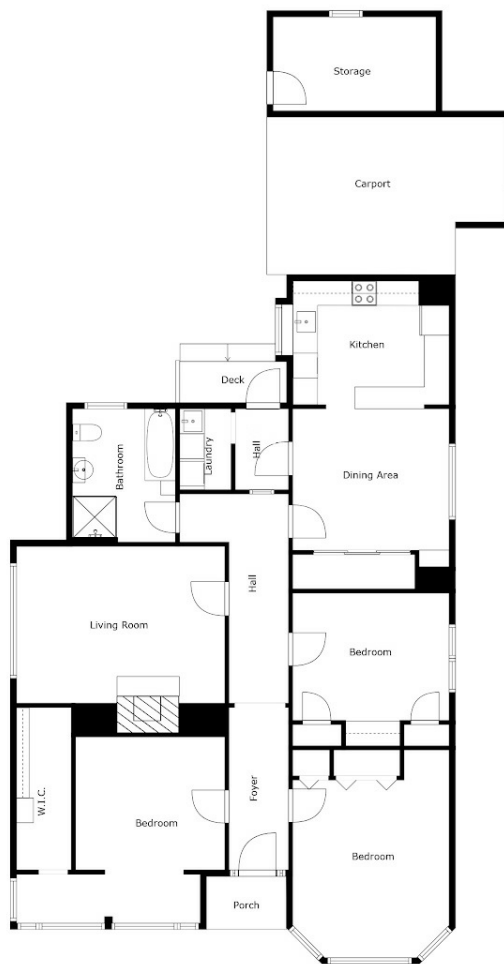 Storage
Carport
Kitchen
Deck
Bathroom
Laundry
Hall
Dining Area
Hall
Living Room
Bedroom
W.I.C.
Bedroom
Foyer
Bedroom
Porch